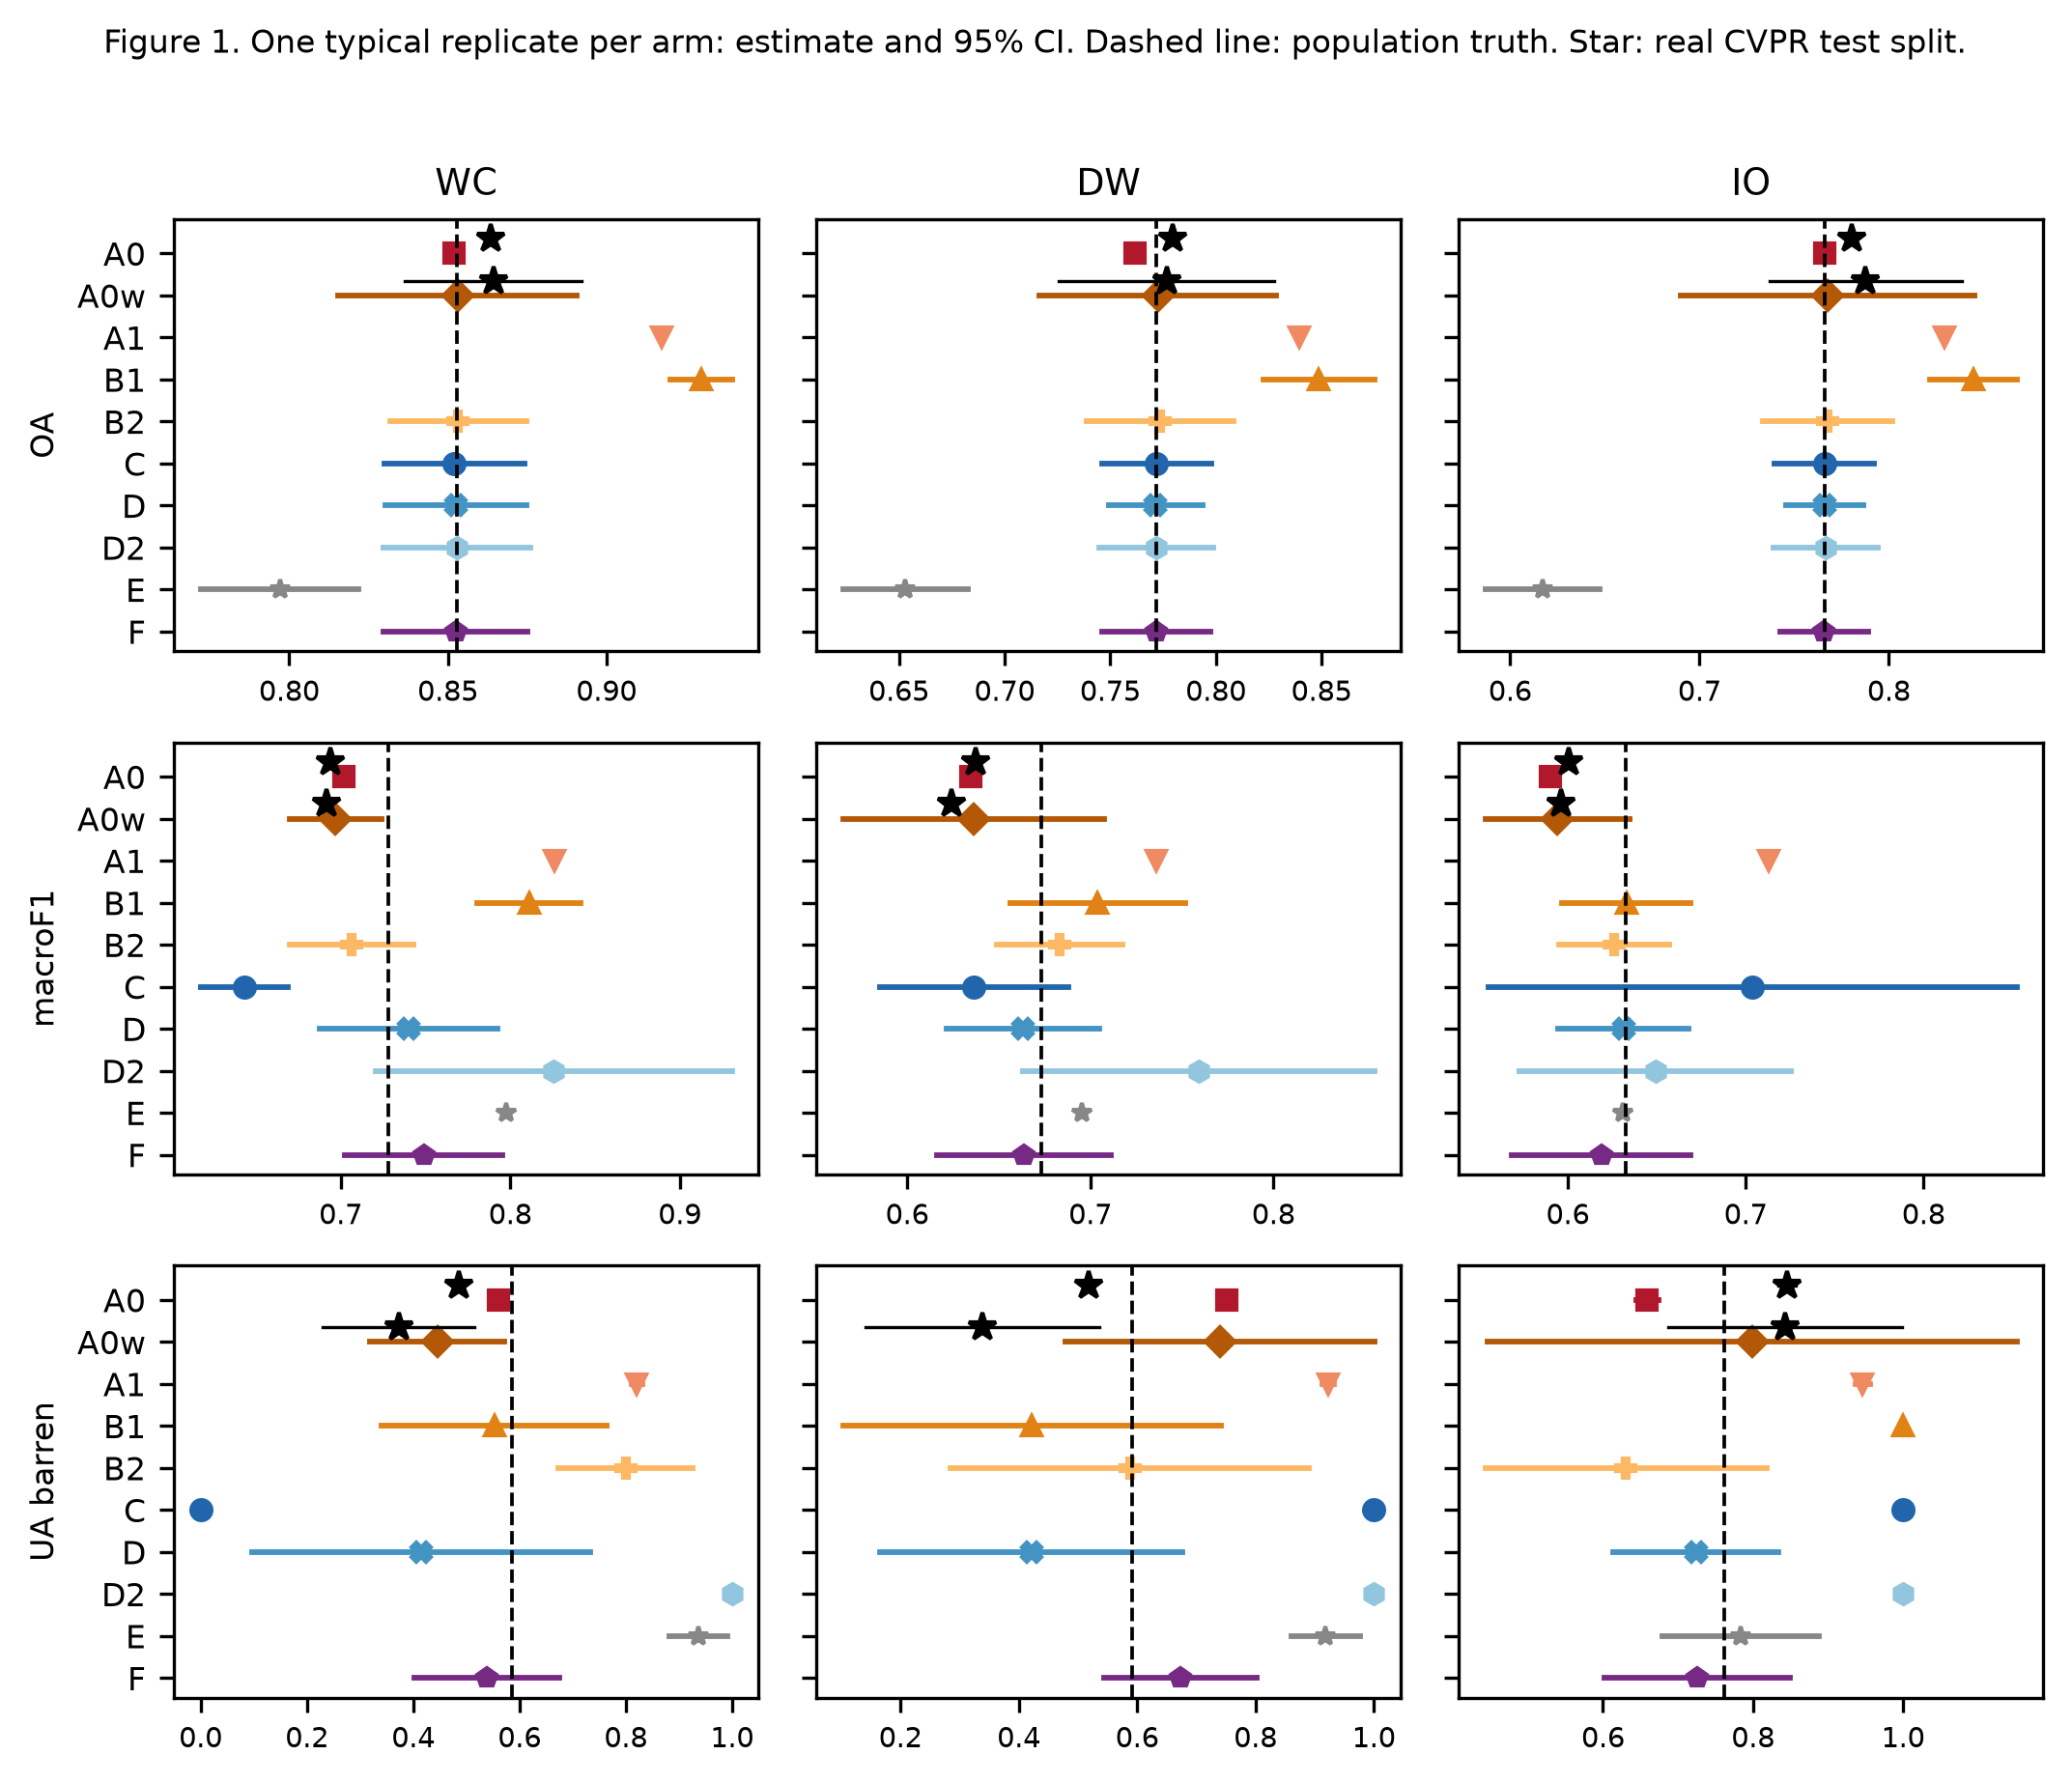 Figure 1. One typical replicate per arm: estimate and 95% CI. Dashed line: population truth. Star: real CVPR test split.
WC DW IO
OA
A0
A0w
A1
B1
B2
C
D
D2
E
F
0.80 0.85 0.90 0.65 0.70 0.75 0.80 0.85 0.6 0.7 0.8
macroF1
A0
A0w
A1
B1
B2
C
D
D2
E
F
0.7 0.8 0.9 0.6 0.7 0.8 0.6 0.7 0.8
UA barren
A0
A0w
A1
B1
B2
C
D
D2
E
F
0.0 0.2 0.4 0.6 0.8 1.0 0.2 0.4 0.6 0.8 1.0 0.6 0.8 1.0